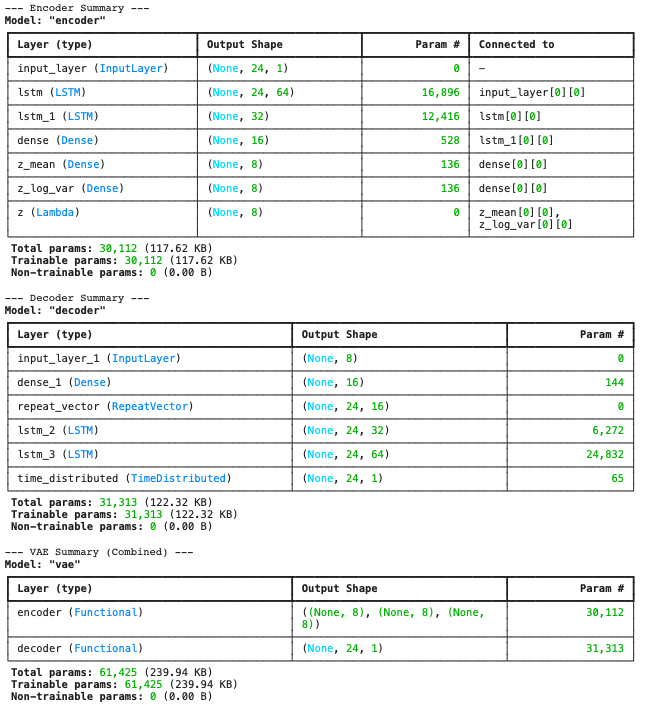 --- Encoder Summary ---
Model: "encoder"
Layer (type) Output Shape Param # Connected to
input_layer (InputLayer) (None, 24, 1) 0 –
lstm (LSTM) (None, 24, 64) 16,896 input_layer[0][0]
lstm_1 (LSTM) (None, 32) 12,416 lstm[0][0]
dense (Dense) (None, 16) 528 lstm_1[0][0]
z_mean (Dense) (None, 8) 136 dense[0][0]
z_log_var (Dense) (None, 8) 136 dense[0][0]
z (Lambda) (None, 8) 0 z_mean[0][0],
z_log_var[0][0]
Total params: 30,112 (117.62 KB)
Trainable params: 30,112 (117.62 KB)
Non-trainable params: 0 (0.00 B)
--- Decoder Summary ---
Model: "decoder"
Layer (type) Output Shape Param #
input_layer_1 (InputLayer) (None, 8) 0
dense_1 (Dense) (None, 16) 144
repeat_vector (RepeatVector) (None, 24, 16) 0
lstm_2 (LSTM) (None, 24, 32) 6,272
lstm_3 (LSTM) (None, 24, 64) 24,832
time_distributed (TimeDistributed) (None, 24, 1) 65
Total params: 31,313 (122.32 KB)
Trainable params: 31,313 (122.32 KB)
Non-trainable params: 0 (0.00 B)
--- VAE Summary (Combined) ---
Model: "vae"
Layer (type) Output Shape Param #
encoder (Functional) ((None, 8), (None, 8), (None, 30,112
8))
decoder (Functional) (None, 24, 1) 31,313
Total params: 61,425 (239.94 KB)
Trainable params: 61,425 (239.94 KB)
Non-trainable params: 0 (0.00 B)